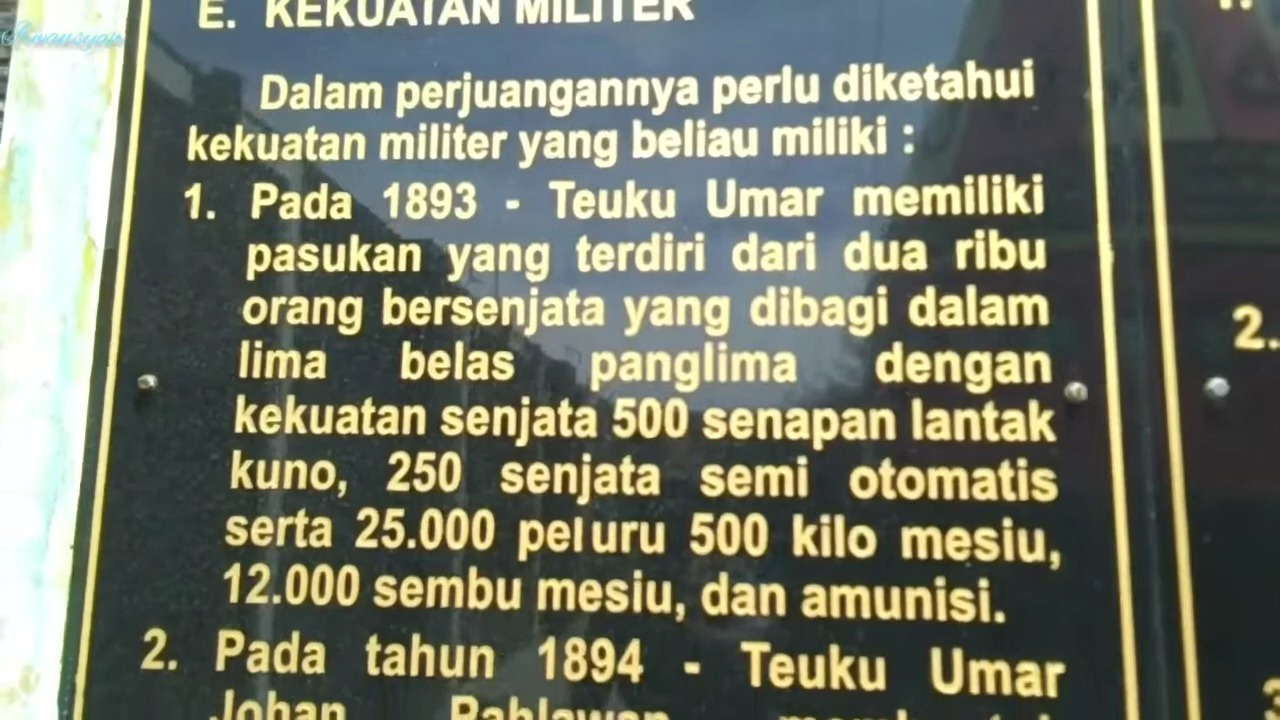 E. KEKUATAN MILITER
Dalam perjuangannya perlu diketahui
kekuatan militer yang beliau miliki :
1. Pada 1893 - Teuku Umar memiliki
pasukan yang terdiri dari dua ribu
orang bersenjata yang dibagi dalam
lima belas panglima dengan
kekuatan senjata 500 senapan lantak
kuno, 250 senjata semi otomatis
serta 25.000 peluru 500 kilo mesiu,
12.000 sembu mesiu, dan amunisi.
2. Pada tahun 1894 - Teuku Umar
Johan Pahlawan
2.